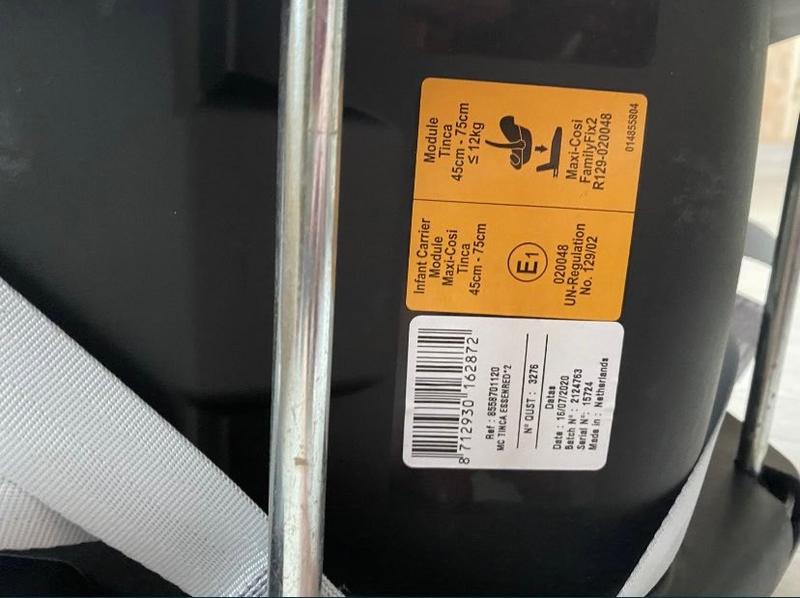 Infant Carrier
Module
Maxi-Cosi
Tinca
45cm - 75cm
E1
020048
UN-Regulation
No. 129/02
Module
Tinca
45cm - 75cm
≤ 12kg
Maxi-Cosi
FamilyFix2
R129-020048
014855804
8 712930 162872
Ref : 8558701120
MC TINCA ESSENRED*2
N° OUST : 3276
Datas
Date : 16/07/2020
Batch N° : 2124763
Serial N° : 15724
Made in : Netherlands